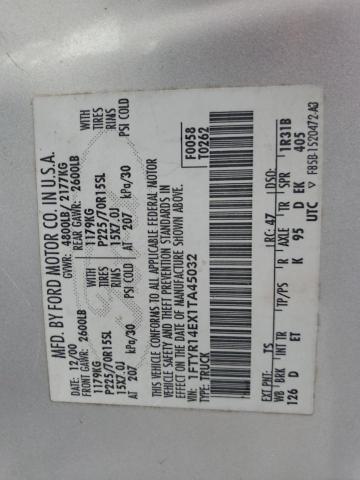 MFD. BY FORD MOTOR CO. IN U.S.A.
12/00 GVWR: 4800LB/ 2177KG
FRONT GAWR: 2600LB REAR GAWR: 2600LB
1179KG WITH 1179KG WITH
P225/70R15SL TIRES P225/70R15SL TIRES
15X7.0J RIMS 15X7.0J RIMS
AT 207 kPa/30 PSI COLD AT 207 kPa/30 PSI COLD
THIS VEHICLE CONFORMS TO ALL APPLICABLE FEDERAL MOTOR
VEHICLE SAFETY AND THEFT PREVENTION STANDARDS IN
EFFECT ON THE DATE OF MANUFACTURE SHOWN ABOVE.
VIN: 1FTYR14EX1TA45032 F0058
TYPE: TRUCK T0262
EXT PNT: TS RC: 47 DSO:
WB BRK INT TR TP/PS R AXLE TR SPR 1R31B
126 D ET K 95 D EK 405
UTC F85B-1520472-AD